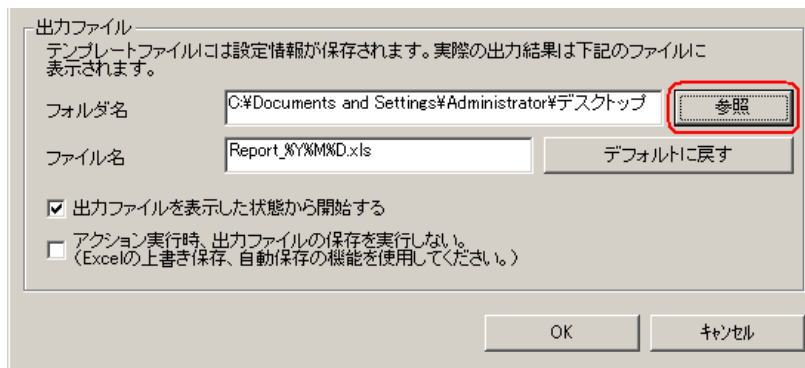 出力ファイル
テンプレートファイルには設定情報が保存されます。実際の出力結果は下記のファイルに
表示されます。
フォルダ名 C:¥Documents and Settings¥Administrator¥デスクトップ 参照
ファイル名 Report_%Y%M%D.xls デフォルトに戻す
出力ファイルを表示した状態から開始する
アクション実行時、出力ファイルの保存を実行しない。
（Excelの上書き保存、自動保存の機能を使用してください。）
OK キャンセル